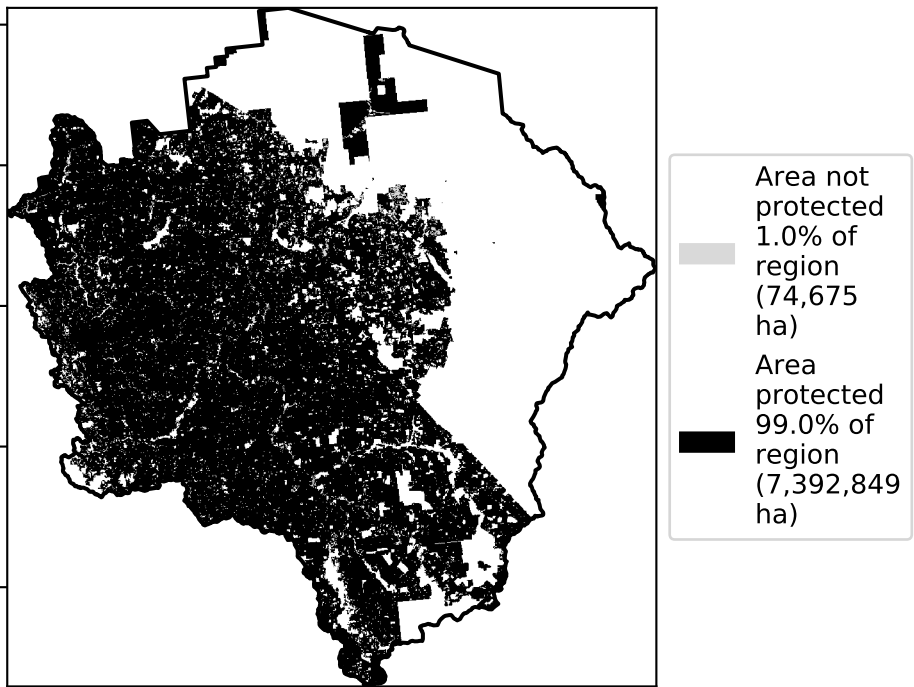 Area not
protected
1.0% of
region
(74,675
ha)
Area
protected
99.0% of
region
(7,392,849
ha)